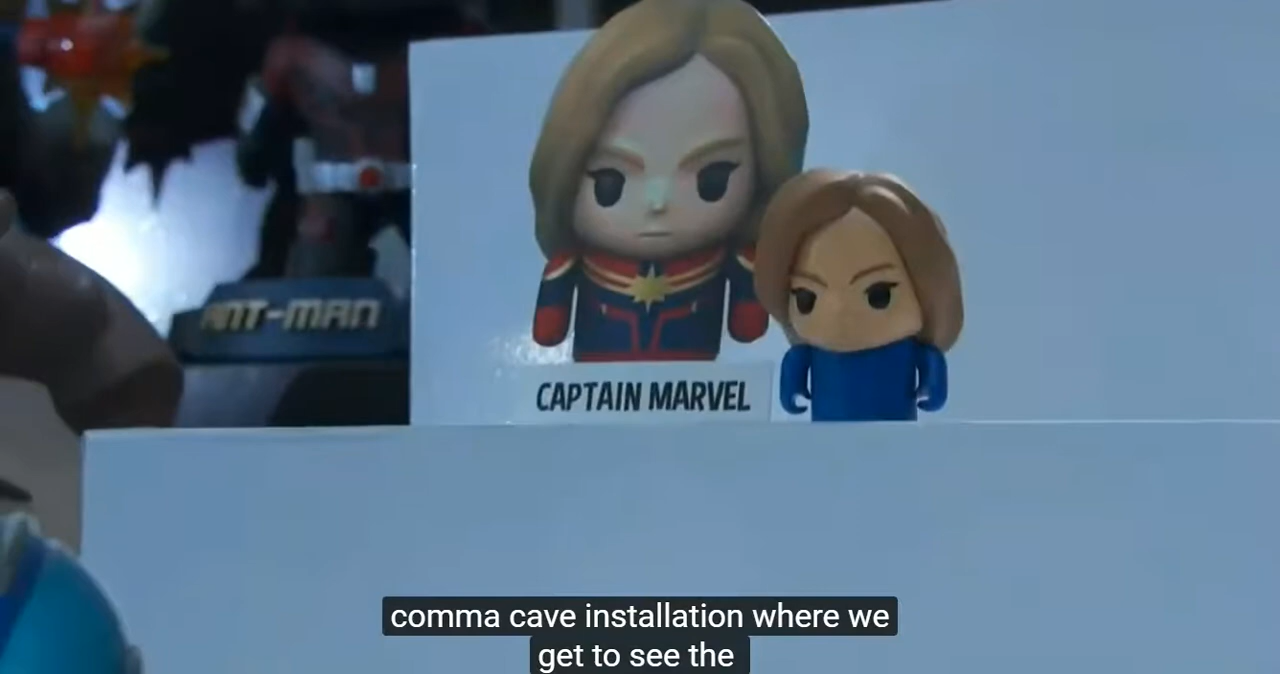 ANT-MAN
CAPTAIN MARVEL
comma cave installation where we
get to see the